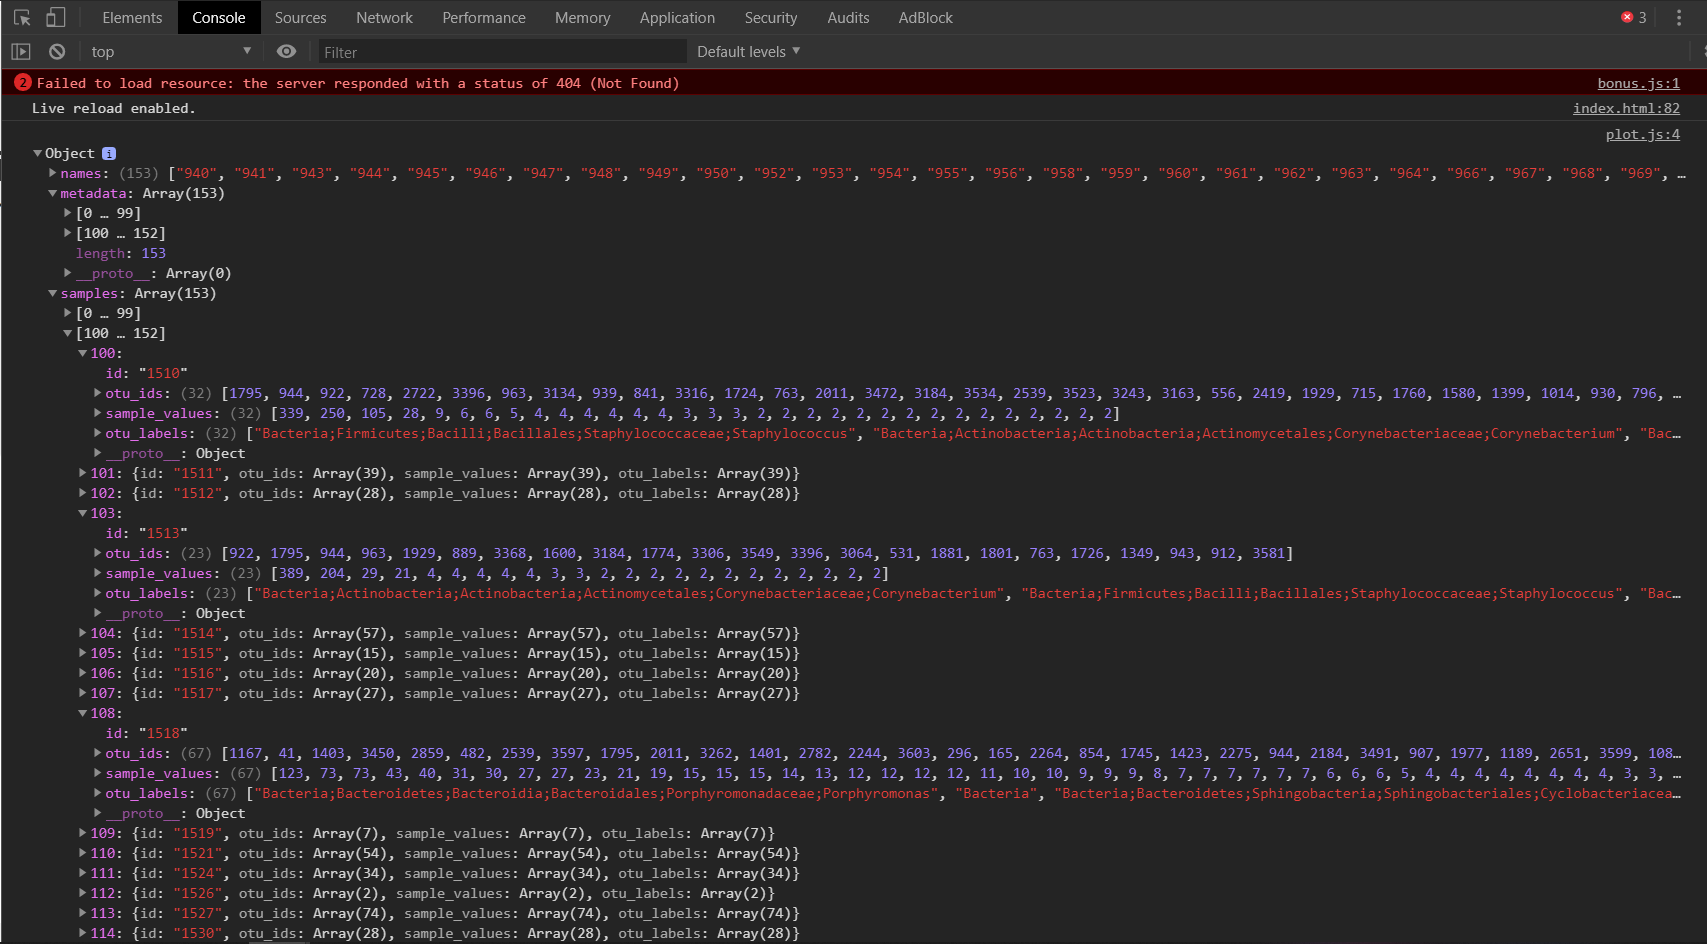 Elements Console Sources Network Performance Memory Application Security Audits AdBlock 3
top Filter Default levels
2 Failed to load resource: the server responded with a status of 404 (Not Found) bonus.js:1
Live reload enabled. index.html:82
plot.js:4
Object i
names: (153) ["940", "941", "943", "944", "945", "946", "947", "948", "949", "950", "952", "953", "954", "955", "956", "958", "959", "960", "961", "962", "963", "964", "966", "967", "968", "969", …
metadata: Array(153)
[0 … 99]
[100 … 152]
length: 153
__proto__: Array(0)
samples: Array(153)
[0 … 99]
[100 … 152]
100:
id: "1510"
otu_ids: (32) [1795, 944, 922, 728, 2722, 3396, 963, 3134, 939, 841, 3316, 1724, 763, 2011, 3472, 3184, 3534, 2539, 3523, 3243, 3163, 556, 2419, 1929, 715, 1760, 1580, 1399, 1014, 930, 796, …
sample_values: (32) [339, 250, 105, 28, 9, 6, 6, 5, 4, 4, 4, 4, 4, 4, 3, 3, 3, 2, 2, 2, 2, 2, 2, 2, 2, 2, 2, 2, 2, 2, 2, 2]
otu_labels: (32) ["Bacteria;Firmicutes;Bacilli;Bacillales;Staphylococcaceae;Staphylococcus", "Bacteria;Actinobacteria;Actinobacteria;Actinomycetales;Corynebacteriaceae;Corynebacterium", "Bac…
__proto__: Object
101: {id: "1511", otu_ids: Array(39), sample_values: Array(39), otu_labels: Array(39)}
102: {id: "1512", otu_ids: Array(28), sample_values: Array(28), otu_labels: Array(28)}
103:
id: "1513"
otu_ids: (23) [922, 1795, 944, 963, 1929, 889, 3368, 1600, 3184, 1774, 3306, 3549, 3396, 3064, 531, 1881, 1801, 763, 1726, 1349, 943, 912, 3581]
sample_values: (23) [389, 204, 29, 21, 4, 4, 4, 4, 4, 3, 3, 2, 2, 2, 2, 2, 2, 2, 2, 2, 2, 2, 2]
otu_labels: (23) ["Bacteria;Actinobacteria;Actinobacteria;Actinomycetales;Corynebacteriaceae;Corynebacterium", "Bacteria;Firmicutes;Bacilli;Bacillales;Staphylococcaceae;Staphylococcus", "Bac…
__proto__: Object
104: {id: "1514", otu_ids: Array(57), sample_values: Array(57), otu_labels: Array(57)}
105: {id: "1515", otu_ids: Array(15), sample_values: Array(15), otu_labels: Array(15)}
106: {id: "1516", otu_ids: Array(20), sample_values: Array(20), otu_labels: Array(20)}
107: {id: "1517", otu_ids: Array(27), sample_values: Array(27), otu_labels: Array(27)}
108:
id: "1518"
otu_ids: (67) [1167, 41, 1403, 3450, 2859, 482, 2539, 3597, 1795, 2011, 3262, 1401, 2782, 2244, 3603, 296, 165, 2264, 854, 1745, 1423, 2275, 944, 2184, 3491, 907, 1977, 1189, 2651, 3599, 108…
sample_values: (67) [123, 73, 73, 43, 40, 31, 30, 27, 27, 23, 21, 19, 15, 15, 15, 14, 13, 12, 12, 12, 12, 11, 10, 10, 9, 9, 9, 8, 7, 7, 7, 7, 7, 7, 6, 6, 6, 5, 4, 4, 4, 4, 4, 4, 4, 4, 3, 3, …
otu_labels: (67) ["Bacteria;Bacteroidetes;Bacteroidia;Bacteroidales;Porphyromonadaceae;Porphyromonas", "Bacteria", "Bacteria;Bacteroidetes;Sphingobacteria;Sphingobacteriales;Cyclobacteriacea…
__proto__: Object
109: {id: "1519", otu_ids: Array(7), sample_values: Array(7), otu_labels: Array(7)}
110: {id: "1521", otu_ids: Array(54), sample_values: Array(54), otu_labels: Array(54)}
111: {id: "1524", otu_ids: Array(34), sample_values: Array(34), otu_labels: Array(34)}
112: {id: "1526", otu_ids: Array(2), sample_values: Array(2), otu_labels: Array(2)}
113: {id: "1527", otu_ids: Array(74), sample_values: Array(74), otu_labels: Array(74)}
114: {id: "1530", otu_ids: Array(28), sample_values: Array(28), otu_labels: Array(28)}